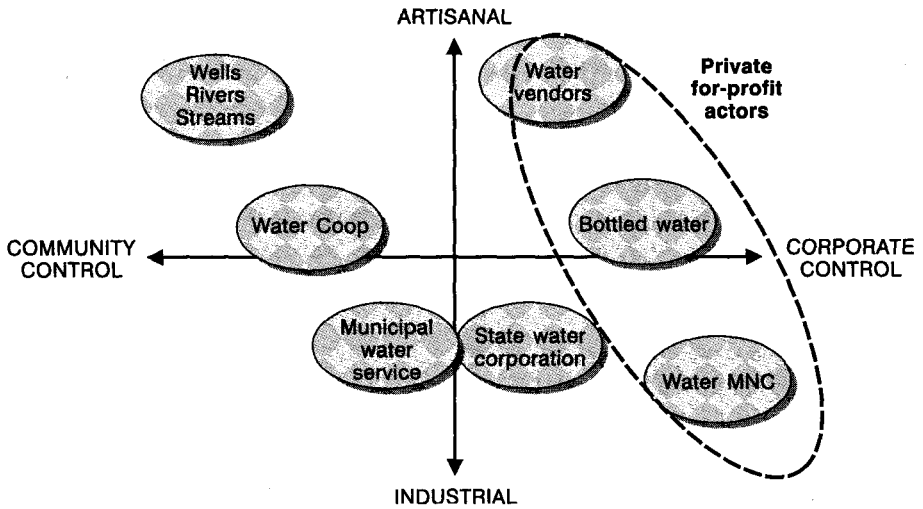 ARTISANAL
Wells
Rivers
Streams
Water
vendors
Private
for-profit
actors
Water Coop
Bottled water
COMMUNITY
CONTROL
CORPORATE
CONTROL
Municipal
water
service
State water
corporation
Water MNC
INDUSTRIAL